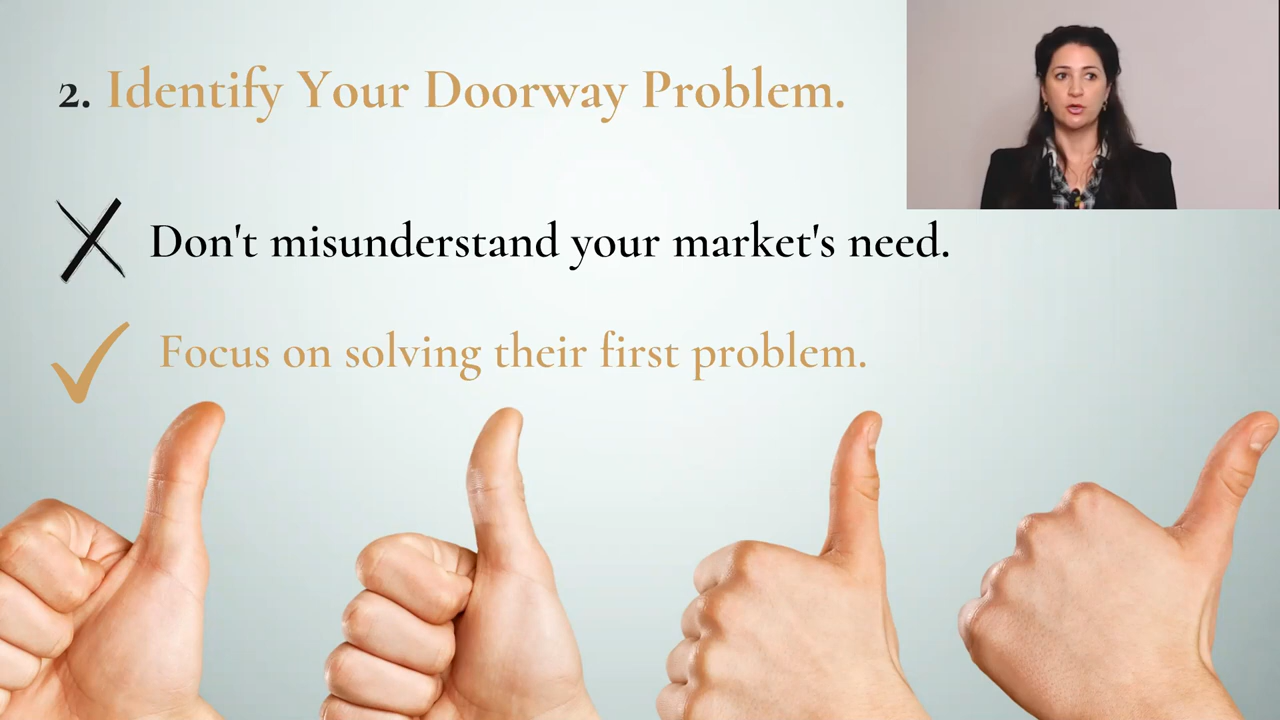 2. Identify Your Doorway Problem.
Don't misunderstand your market's need.
Focus on solving their first problem.